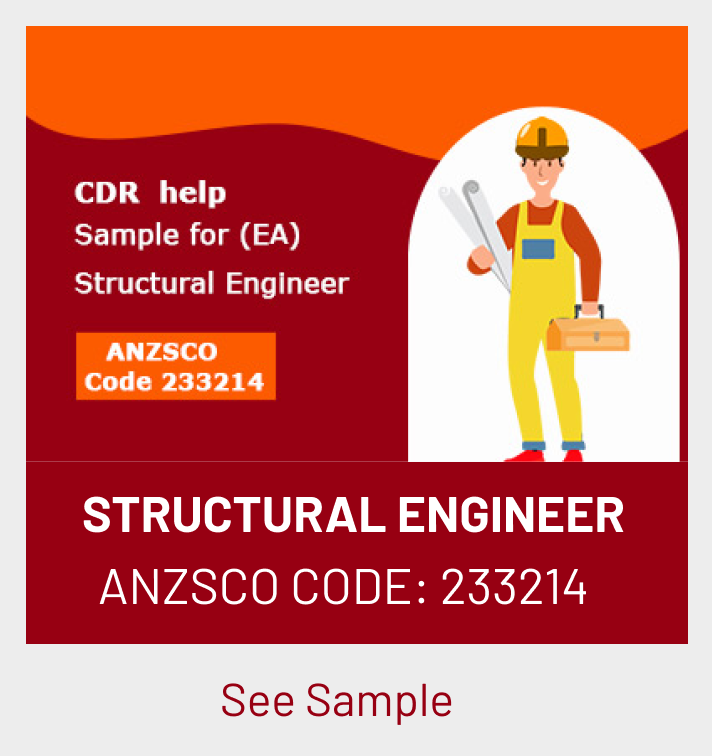 CDR help
Sample for (EA)
Structural Engineer
ANZSCO
Code 233214
STRUCTURAL ENGINEER
ANZSCO CODE: 233214
See Sample